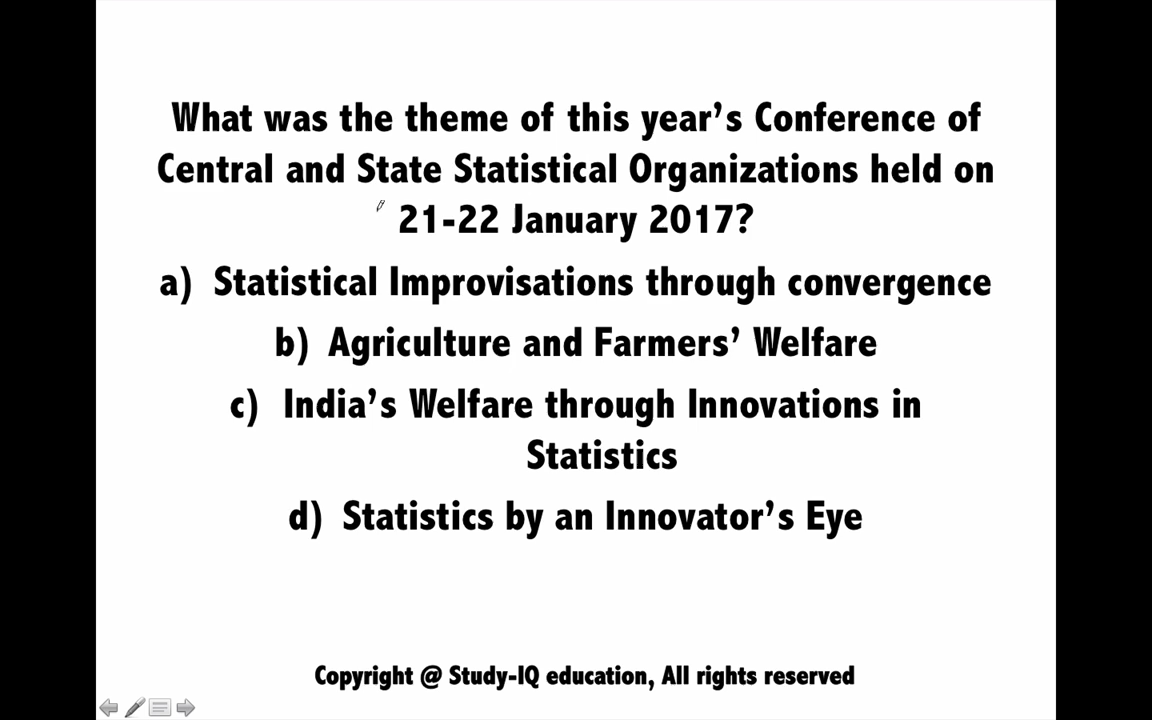 What was the theme of this year's Conference of
Central and State Statistical Organizations held on
21-22 January 2017?
a) Statistical Improvisations through convergence
b) Agriculture and Farmers' Welfare
c) India's Welfare through Innovations in
Statistics
d) Statistics by an Innovator's Eye
Copyright @ Study-IQ education, All rights reserved